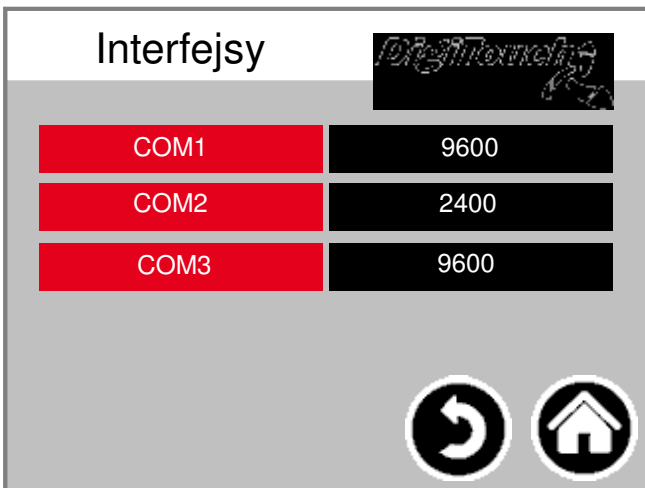 Interfejsy
DigiTouch
COM1 9600
COM2 2400
COM3 9600